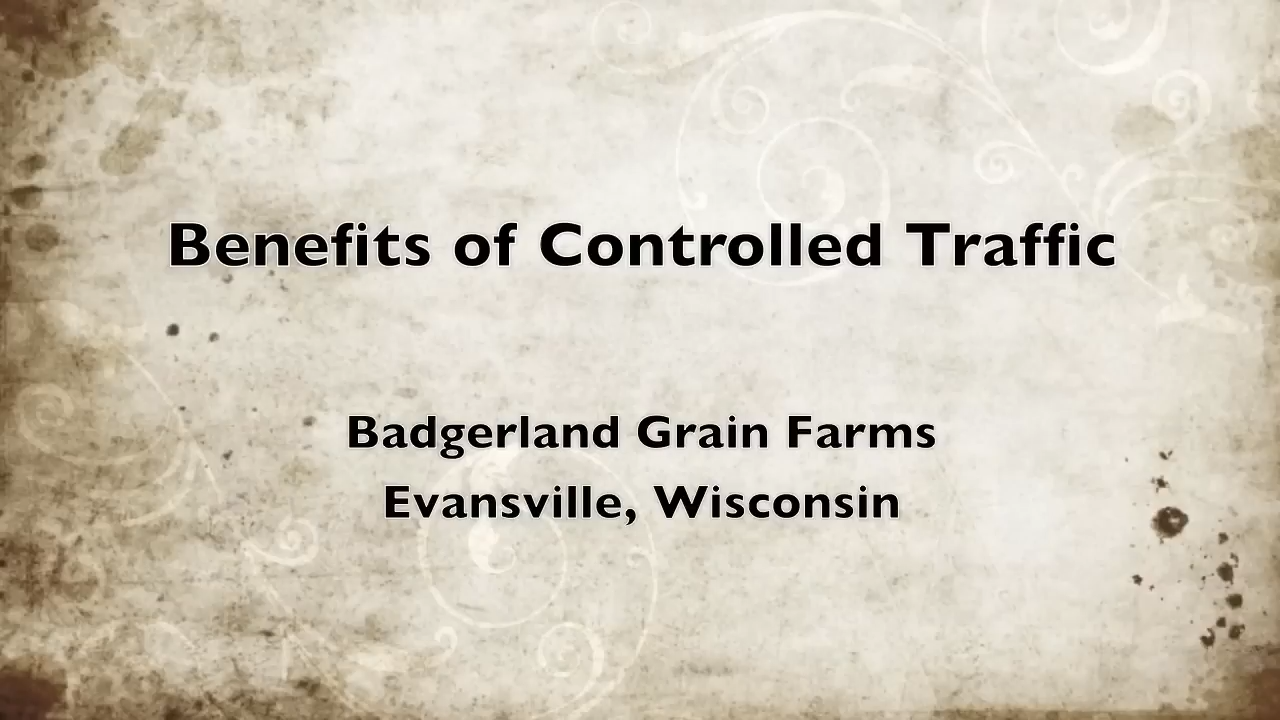 Benefits of Controlled Traffic
Badgerland Grain Farms
Evansville, Wisconsin